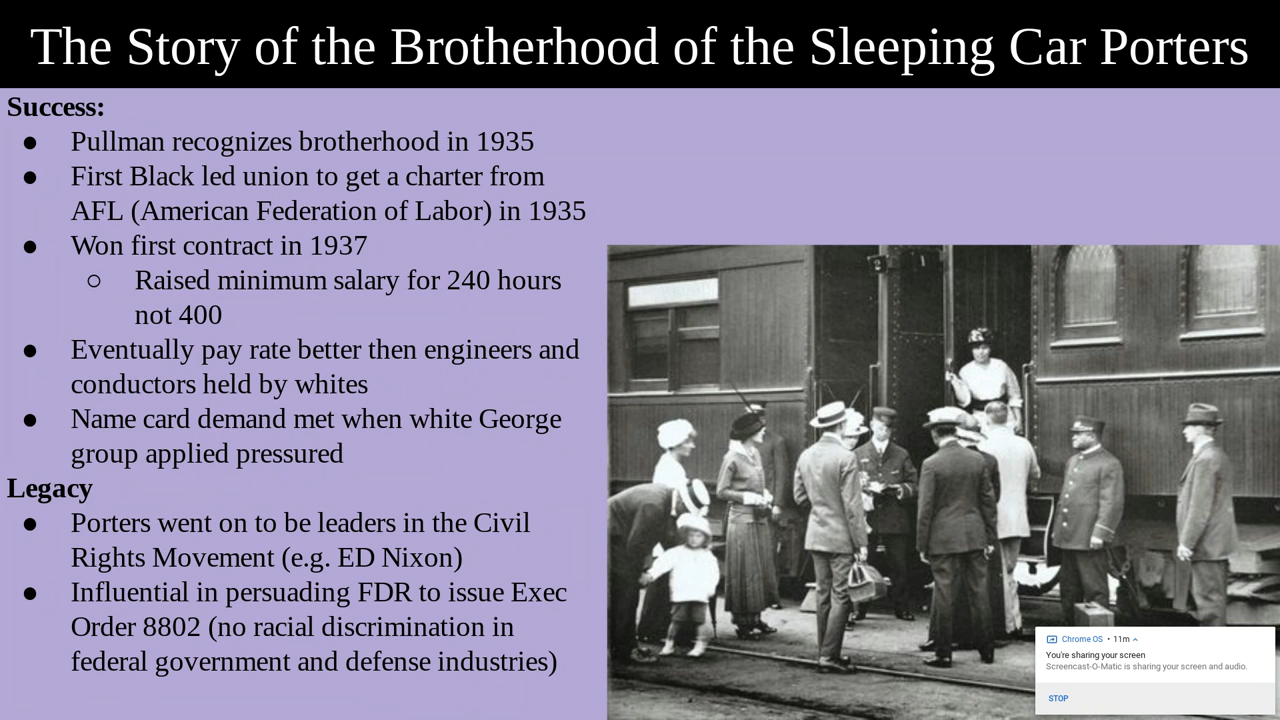 The Story of the Brotherhood of the Sleeping Car Porters
Success:
● Pullman recognizes brotherhood in 1935
● First Black led union to get a charter from
AFL (American Federation of Labor) in 1935
● Won first contract in 1937
○ Raised minimum salary for 240 hours
not 400
● Eventually pay rate better then engineers and
conductors held by whites
● Name card demand met when white George
group applied pressured
Legacy
● Porters went on to be leaders in the Civil
Rights Movement (e.g. ED Nixon)
● Influential in persuading FDR to issue Exec
Order 8802 (no racial discrimination in
federal government and defense industries)
Chrome OS • 11m
You're sharing your screen
Screencast-O-Matic is sharing your screen and audio.
STOP